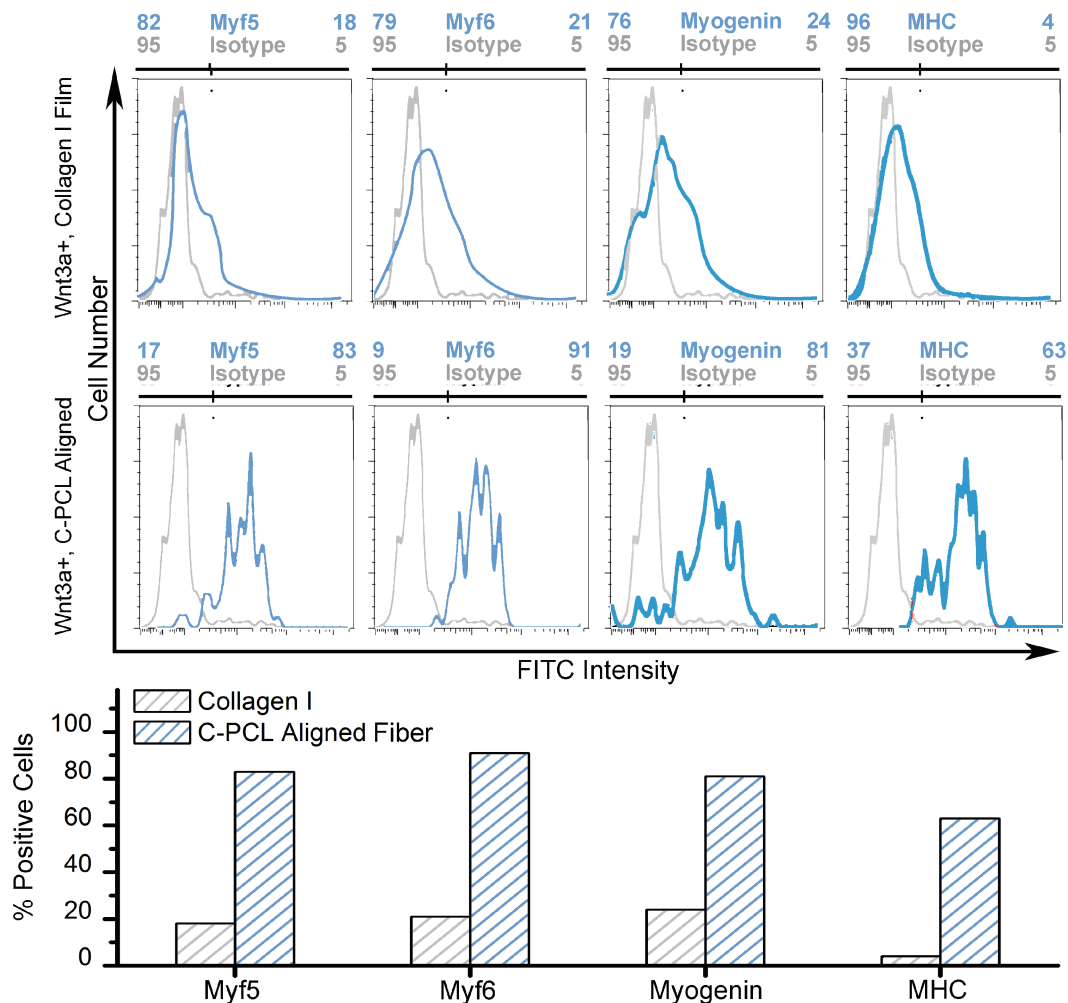 82 Myf5 18
95 Isotype 5
79 Myf6 21
95 Isotype 5
76 Myogenin 24
95 Isotype 5
96 MHC 4
95 Isotype 5
Wnt3a+, Collagen I Film
17 Myf5 83
95 Isotype 5
9 Myf6 91
95 Isotype 5
19 Myogenin 81
95 Isotype 5
37 MHC 63
95 Isotype 5
Wnt3a+, C-PCL Aligned
Cell Number
FITC Intensity
Collagen I
C-PCL Aligned Fiber
% Positive Cells
100
80
60
40
20
0
Myf5 Myf6 Myogenin MHC